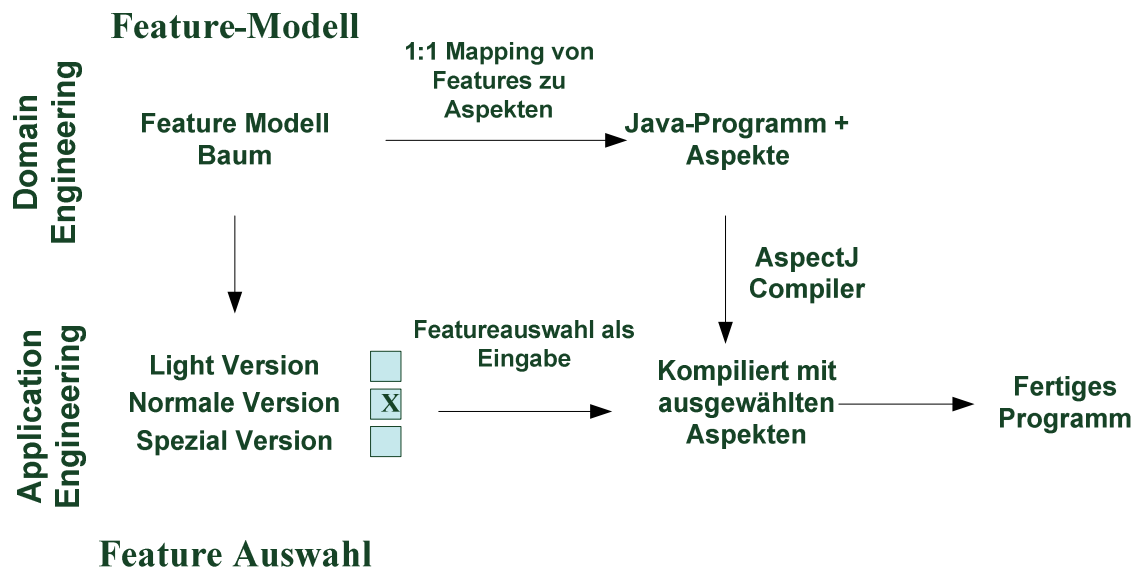 Feature-Modell
Domain
Engineering
Feature Modell
Baum
1:1 Mapping von
Features zu
Aspekten
Java-Programm +
Aspekte
AspectJ
Compiler
Application
Engineering
Light Version
Normale Version
X
Spezial Version
Featureauswahl als
Eingabe
Kompiliert mit
ausgewählten
Aspekten
Fertiges
Programm
Feature Auswahl